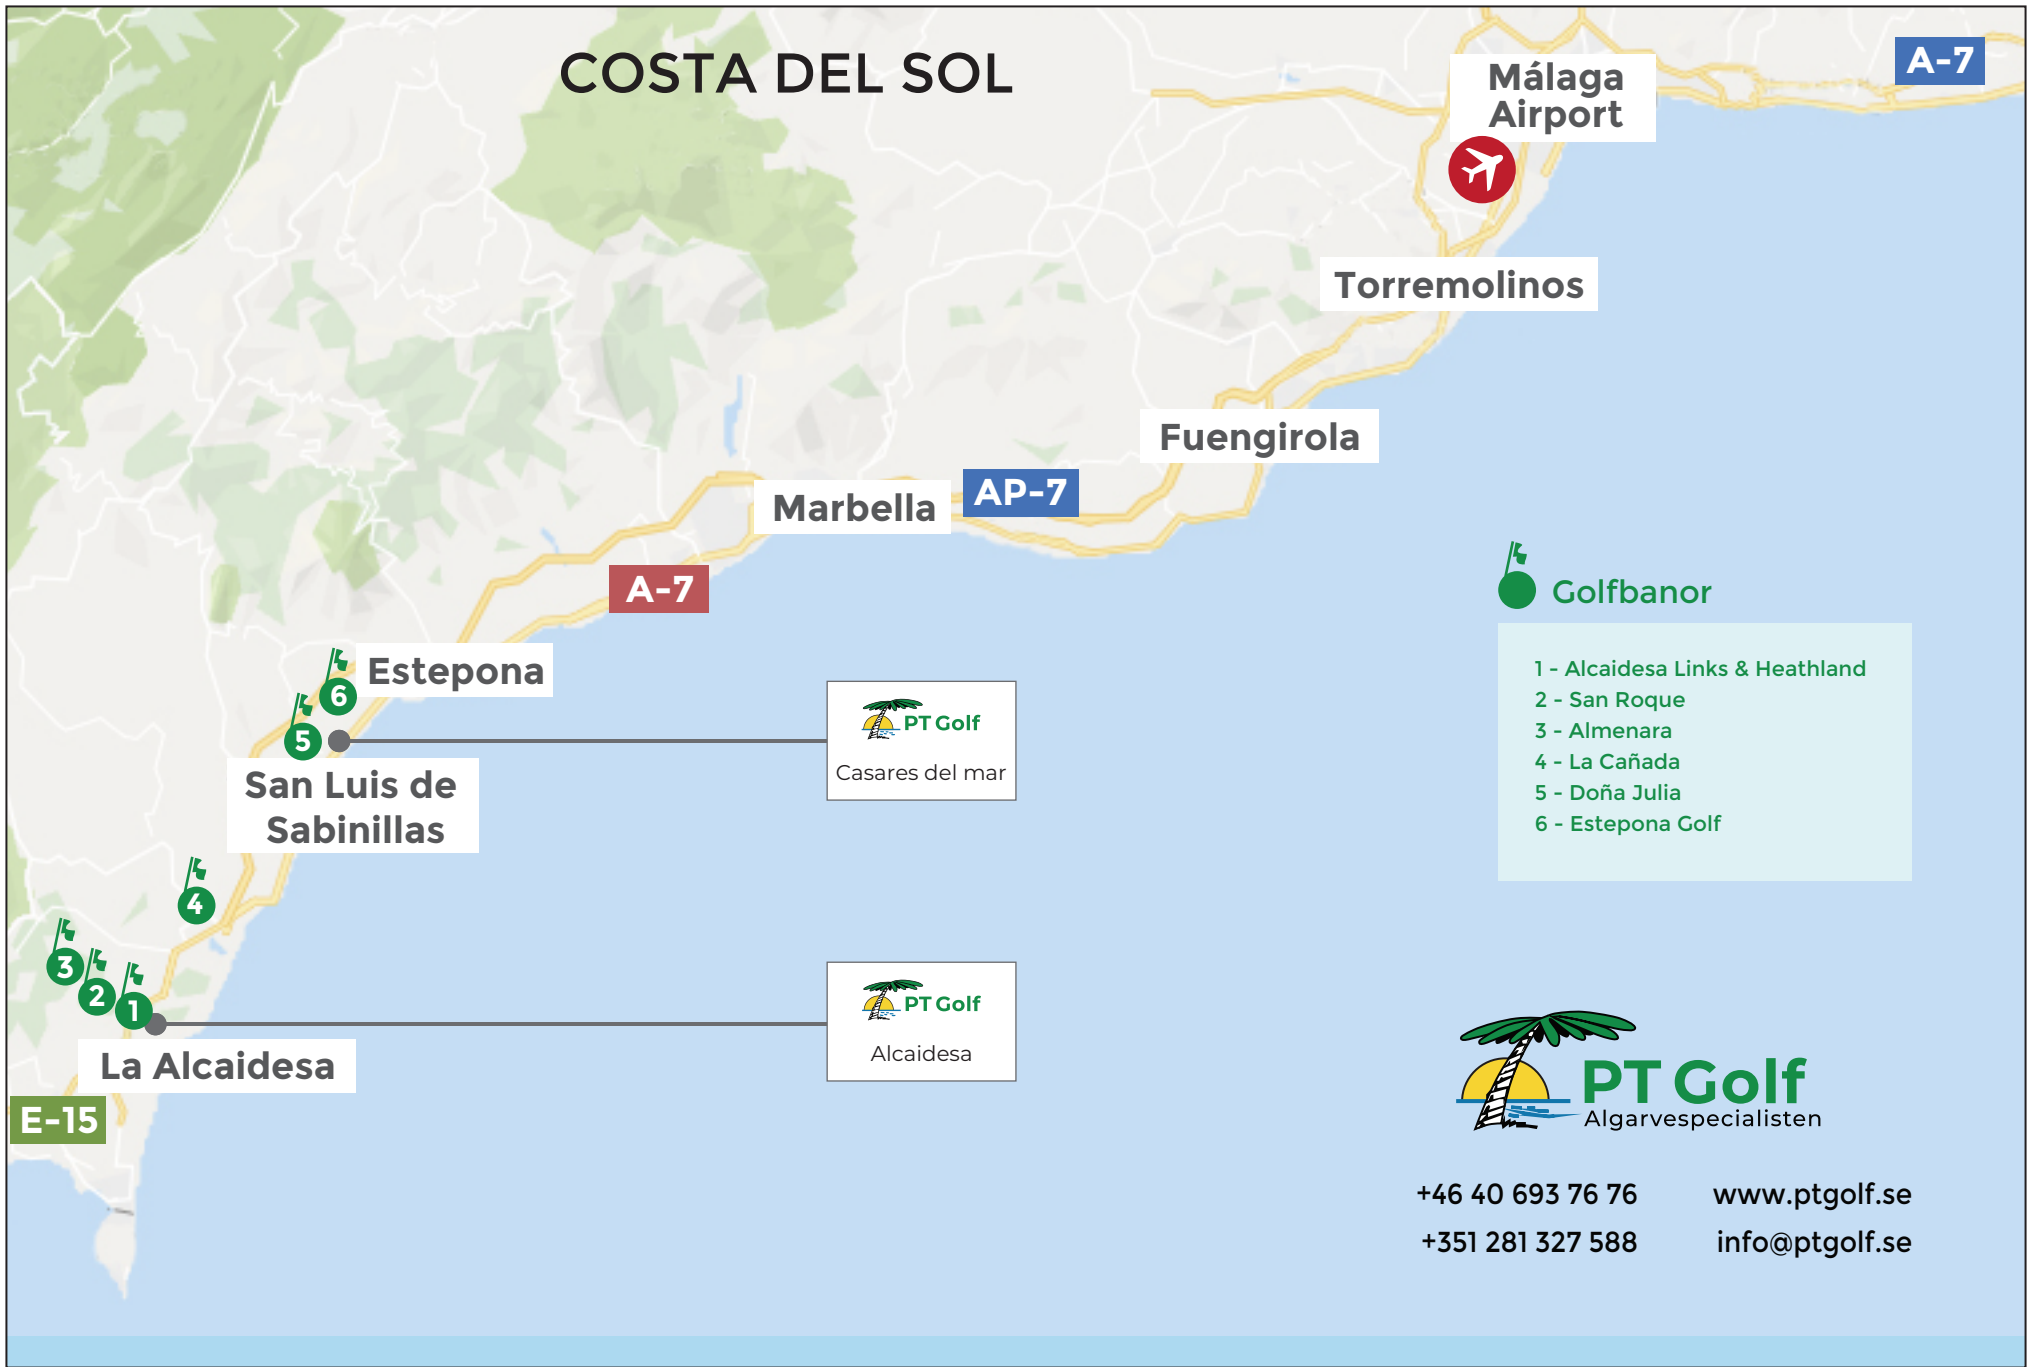 COSTA DEL SOL
Málaga
Airport
A-7
Torremolinos
Fuengirola
Marbella
AP-7
A-7
Estepona
6
5
San Luis de
Sabinillas
PT Golf
Casares del mar
4
3
2
1
La Alcaidesa
E-15
PT Golf
Alcaidesa
Golfbanor
1 - Alcaidesa Links & Heathland
2 - San Roque
3 - Almenara
4 - La Cañada
5 - Doña Julia
6 - Estepona Golf
PT Golf
Algarvespecialisten
+46 40 693 76 76
www.ptgolf.se
+351 281 327 588
info@ptgolf.se